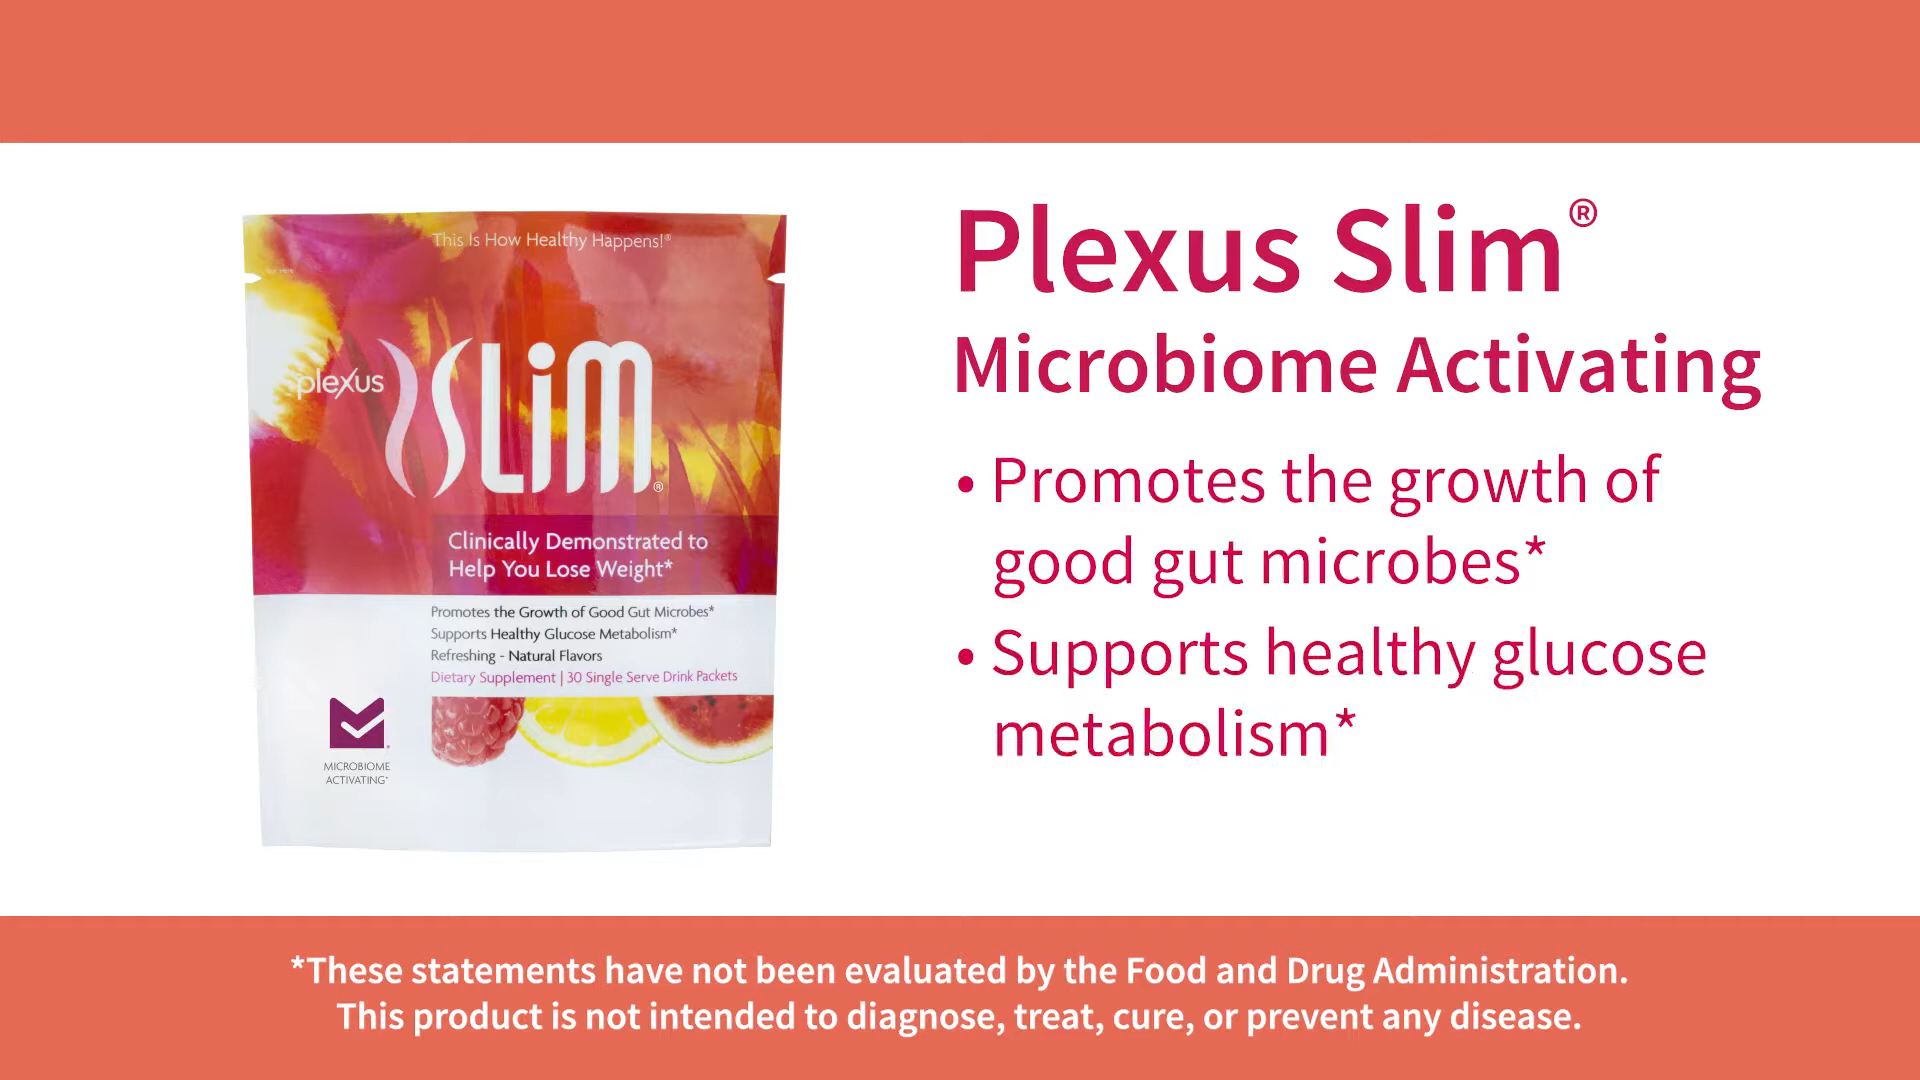 This Is How Healthy Happens!®
plexus
SLiM®
Clinically Demonstrated to
Help You Lose Weight*
Promotes the Growth of Good Gut Microbes*
Supports Healthy Glucose Metabolism*
Refreshing - Natural Flavors
Dietary Supplement | 30 Single Serve Drink Packets
MICROBIOME
ACTIVATING
Plexus Slim®
Microbiome Activating
• Promotes the growth of
good gut microbes*
• Supports healthy glucose
metabolism*
*These statements have not been evaluated by the Food and Drug Administration.
This product is not intended to diagnose, treat, cure, or prevent any disease.